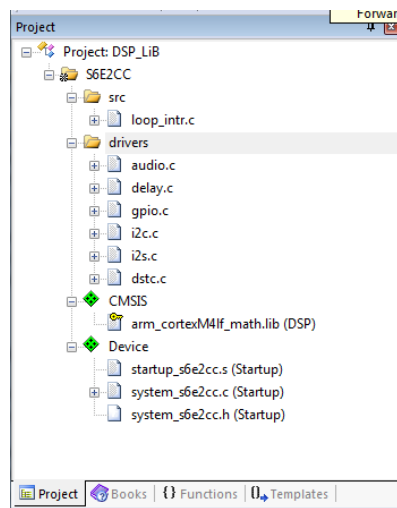 Forwar
Project
Project: DSP_LiB
S6E2CC
src
loop_intr.c
drivers
audio.c
delay.c
gpio.c
i2c.c
i2s.c
dstc.c
CMSIS
arm_cortexM4lf_math.lib (DSP)
Device
startup_s6e2cc.s (Startup)
system_s6e2cc.c (Startup)
system_s6e2cc.h (Startup)
Project Books {} Functions 0 Templates